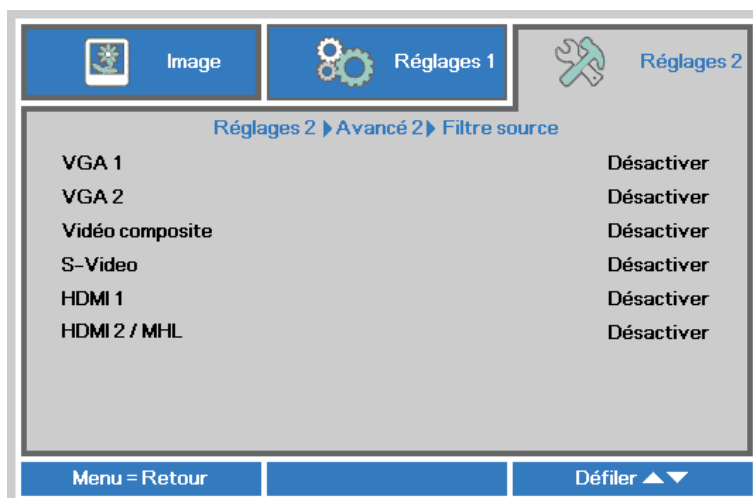 Image
Réglages 1
Réglages 2
Réglages 2 ▶ Avancé 2 ▶ Filtre source
VGA 1 Désactiver
VGA 2 Désactiver
Vidéo composite Désactiver
S-Video Désactiver
HDMI 1 Désactiver
HDMI 2 / MHL Désactiver
Menu = Retour
Défiler ▲▼